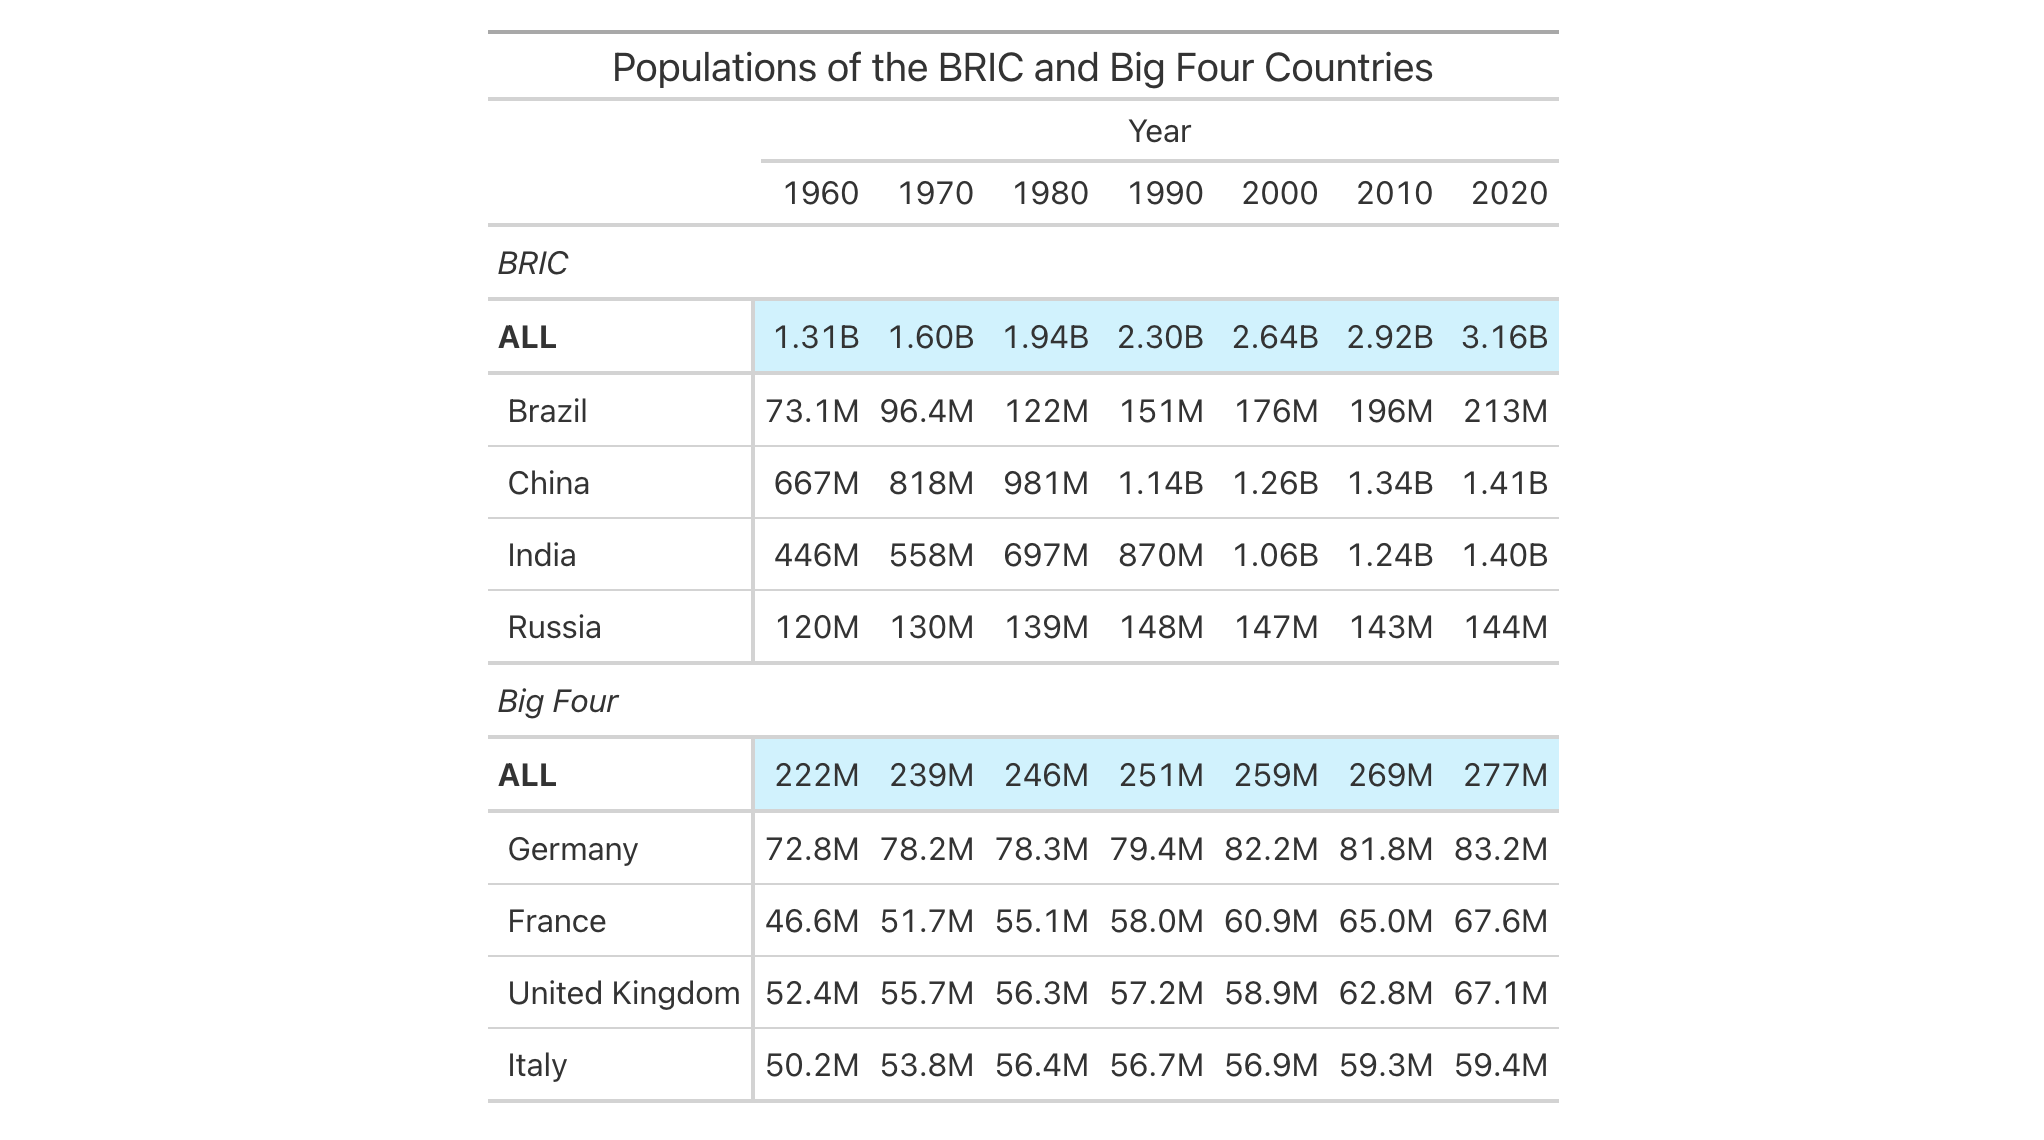 Populations of the BRIC and Big Four Countries
Year
1960 1970 1980 1990 2000 2010 2020
BRIC
ALL 1.31B 1.60B 1.94B 2.30B 2.64B 2.92B 3.16B
Brazil 73.1M 96.4M 122M 151M 176M 196M 213M
China 667M 818M 981M 1.14B 1.26B 1.34B 1.41B
India 446M 558M 697M 870M 1.06B 1.24B 1.40B
Russia 120M 130M 139M 148M 147M 143M 144M
Big Four
ALL 222M 239M 246M 251M 259M 269M 277M
Germany 72.8M 78.2M 78.3M 79.4M 82.2M 81.8M 83.2M
France 46.6M 51.7M 55.1M 58.0M 60.9M 65.0M 67.6M
United Kingdom 52.4M 55.7M 56.3M 57.2M 58.9M 62.8M 67.1M
Italy 50.2M 53.8M 56.4M 56.7M 56.9M 59.3M 59.4M